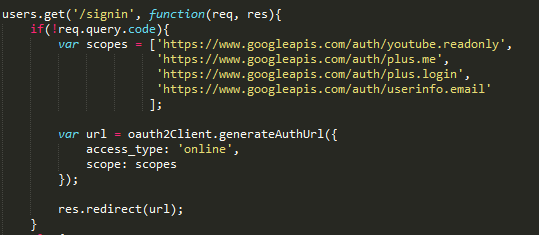 users.get('/signin', function(req, res){
    if(!req.query.code){
        var scopes = ['https://www.googleapis.com/auth/youtube.readonly',
                      'https://www.googleapis.com/auth/plus.me',
                      'https://www.googleapis.com/auth/plus.login',
                      'https://www.googleapis.com/auth/userinfo.email'
                     ];

        var url = oauth2Client.generateAuthUrl({
            access_type: 'online',
            scope: scopes
        });

        res.redirect(url);
    }